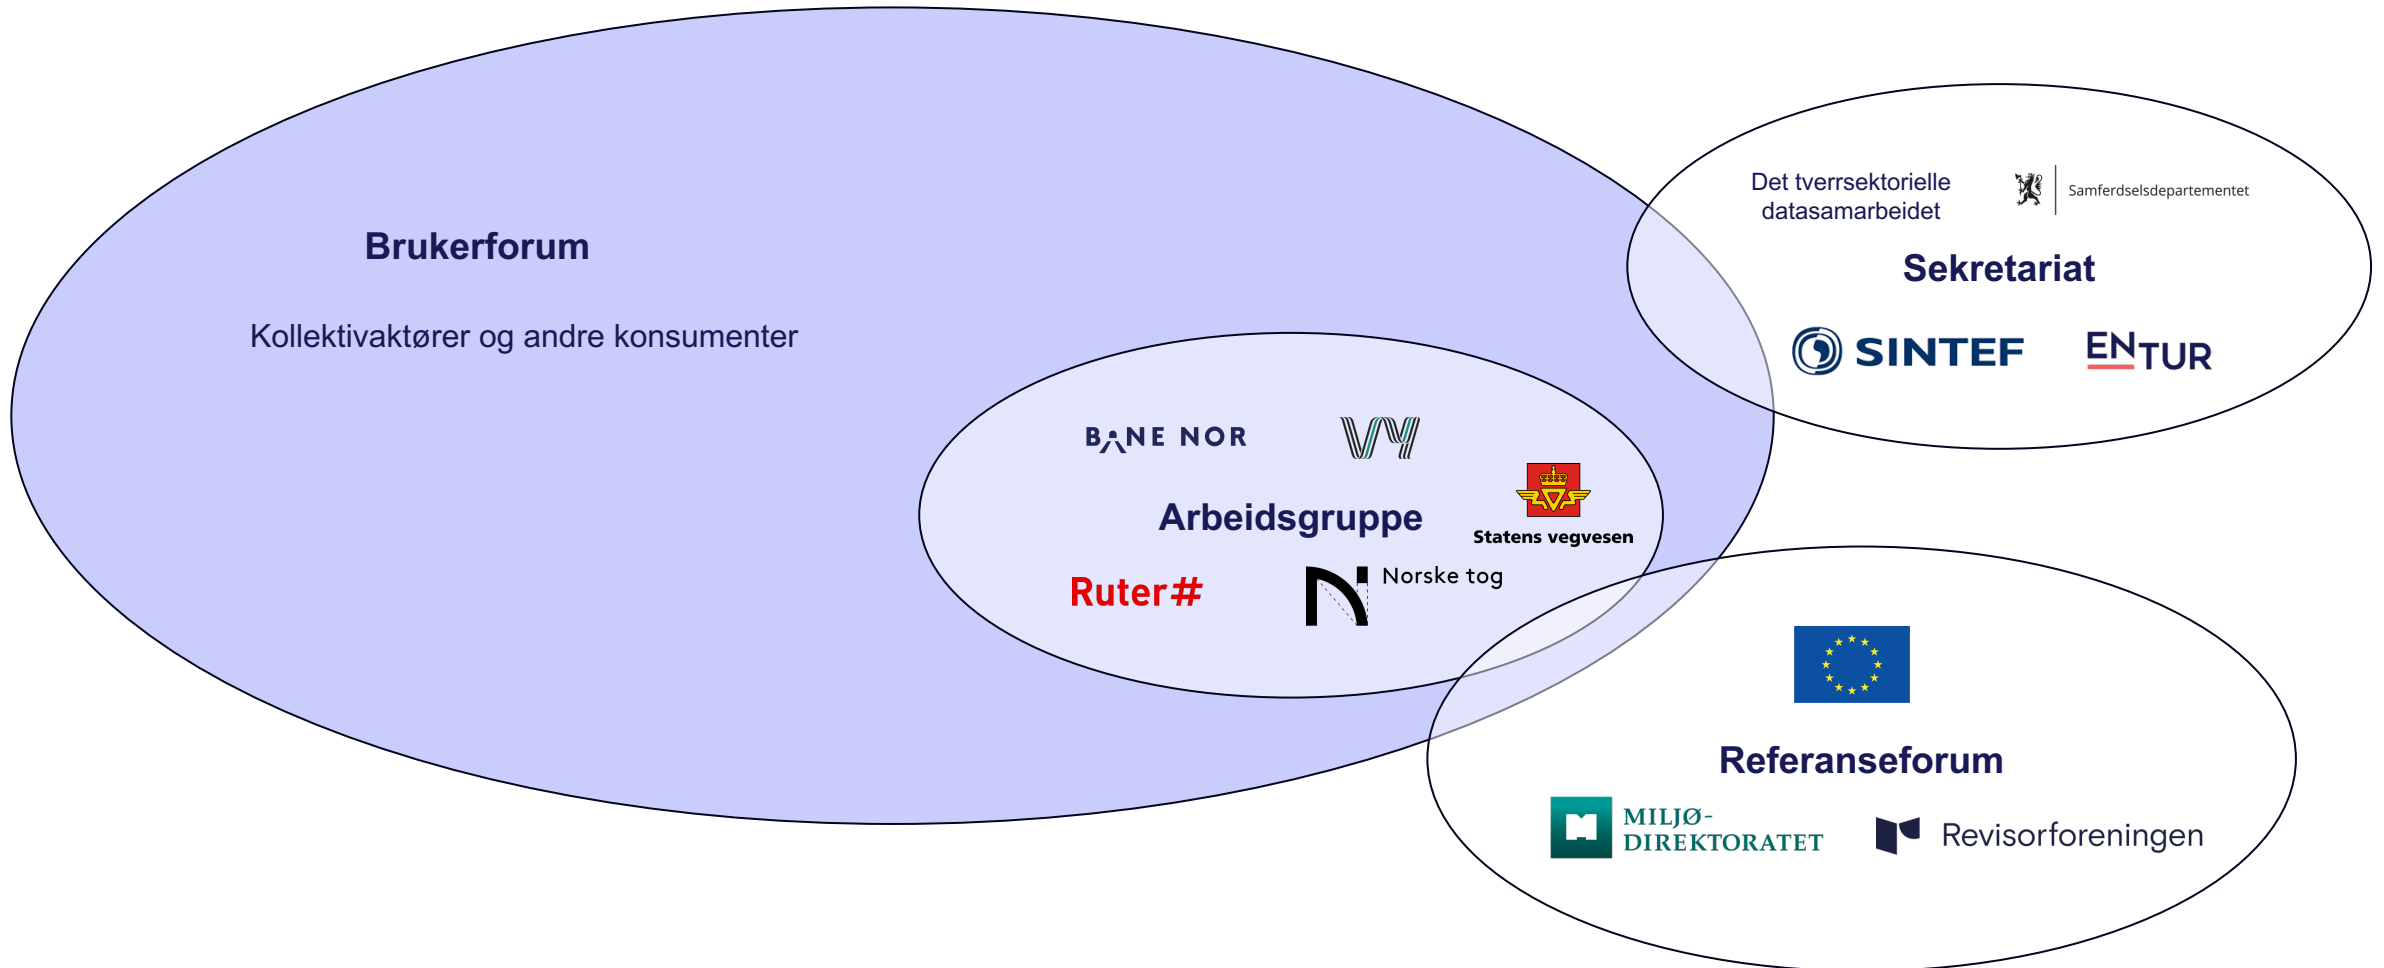 Brukerforum
Kollektivaktører og andre konsumenter
Det tverrsektorielle
datasamarbeidet
Samferdselsdepartementet
Sekretariat
SINTEF
ENTUR
BANE NOR
VY
Arbeidsgruppe
Statens vegvesen
Ruter#
Norske tog
Referanseforum
MILJØ-
DIREKTORATET
Revisorforeningen